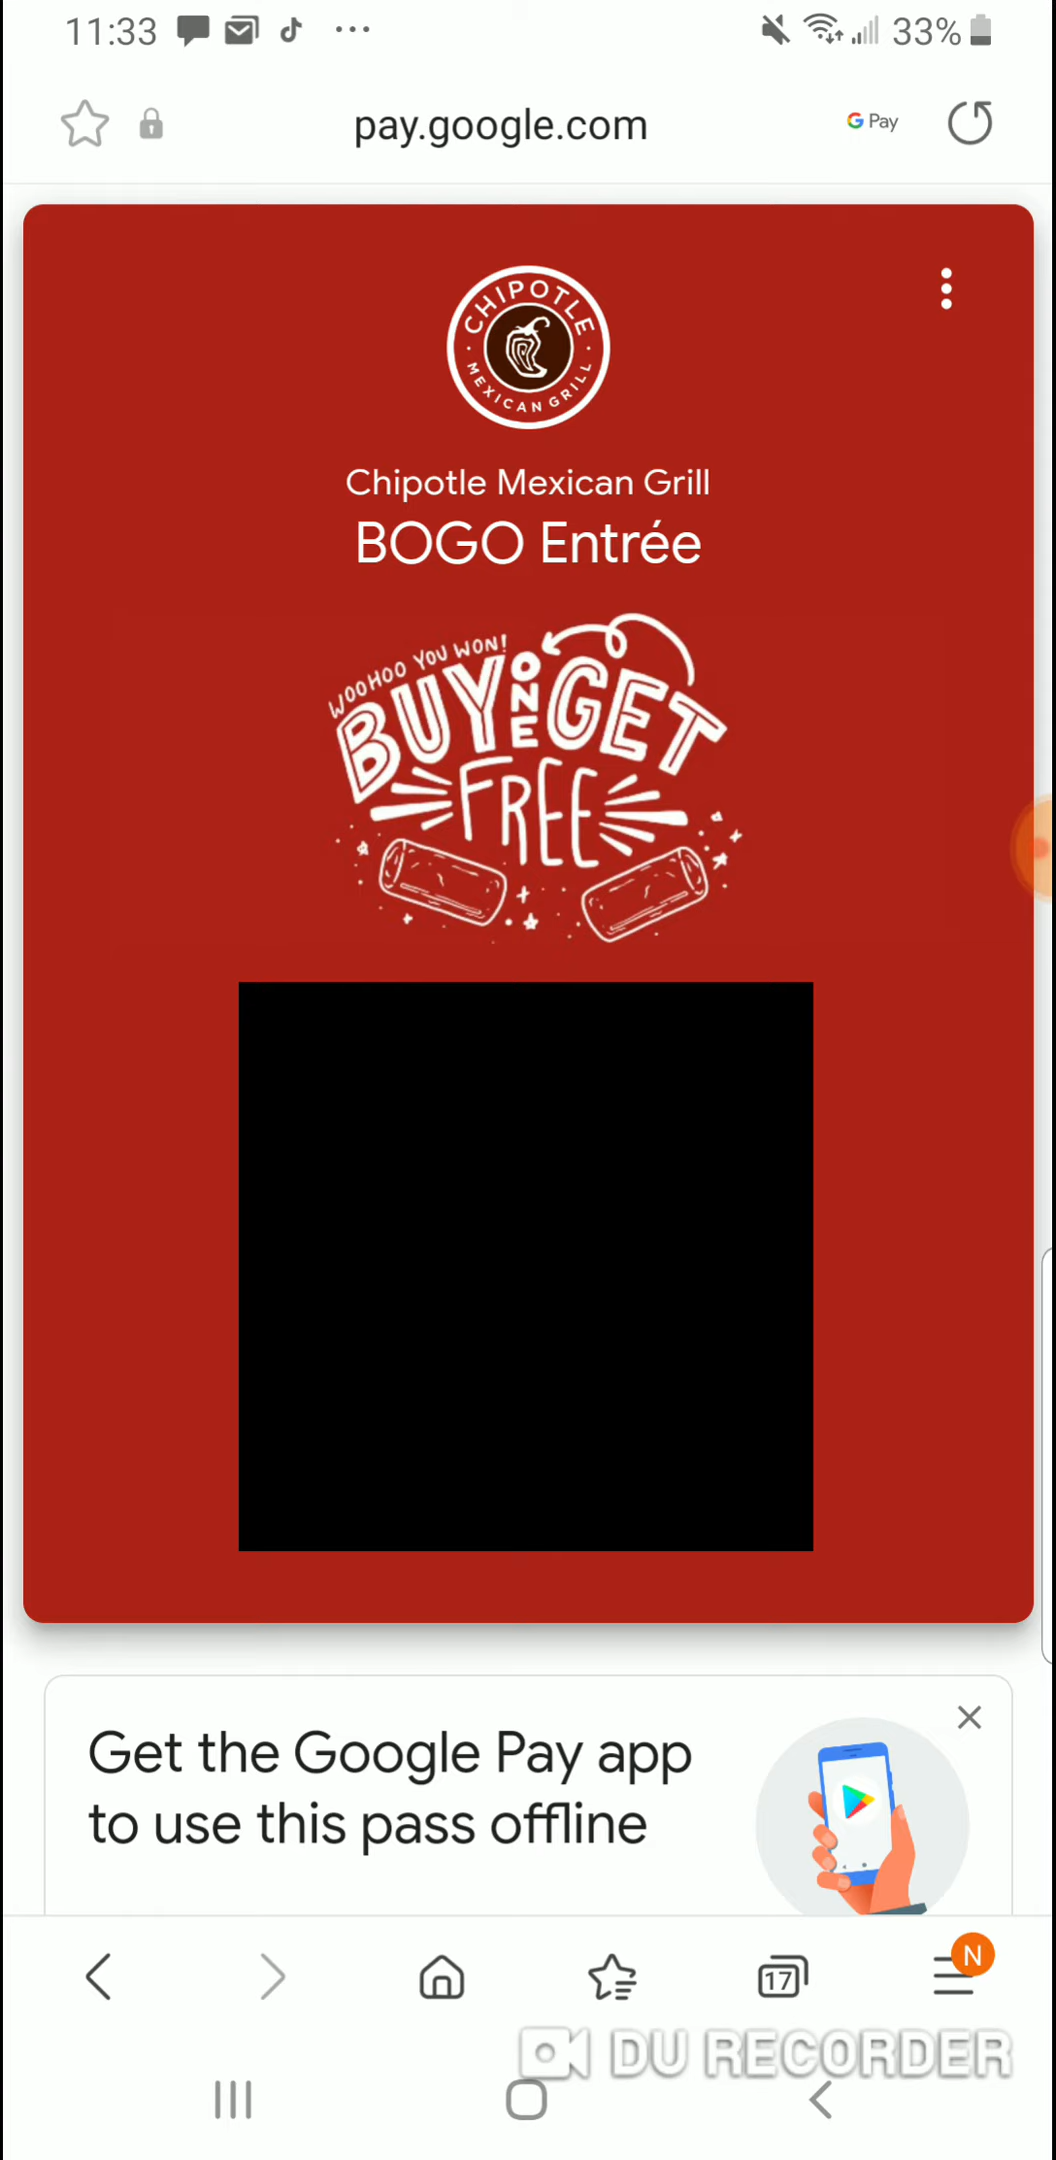 11:33
33%
pay.google.com
G Pay
CHIPOTLE
MEXICAN GRILL
Chipotle Mexican Grill
BOGO Entrée
WOOHOO YOU WON!
BUY ONE GET
FREE
Get the Google Pay app
to use this pass offline
17
N
DU RECORDER